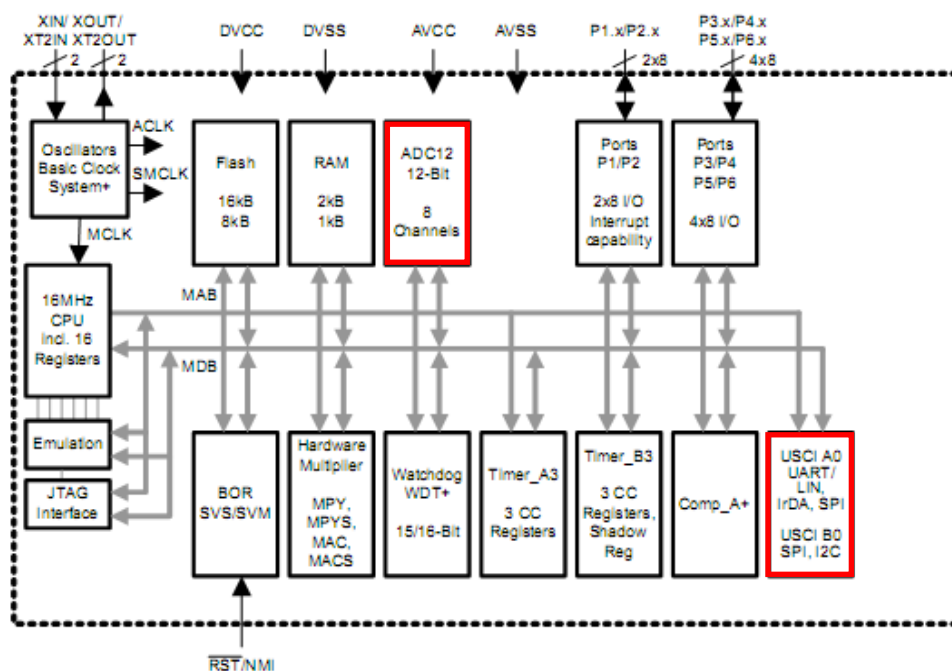 XIN/ XOUT/
XT2IN XT2OUT
2
2
DVCC
DVSS
AVCC
AVSS
P1.x/P2.x
2x8
P3.x/P4.x
P5.x/P6.x
4x8
Oscillators
Basic Clock
System+
ACLK
SMCLK
MCLK
Flash
16kB
8kB
RAM
2kB
1kB
ADC12
12-Bit
8
Channels
Ports
P1/P2
2x8 I/O
Interrupt
capability
Ports
P3/P4
P5/P6
4x8 I/O
16MHz
CPU
Incl. 16
Registers
MAB
MDB
Emulation
JTAG
Interface
BOR
SVS/SVM
Hardware
Multiplier
MPY,
MPYS,
MAC,
MACS
Watchdog
WDT+
15/16-Bit
Timer_A3
3 CC
Registers
Timer_B3
3 CC
Registers,
Shadow
Reg
Comp_A+
USCI A0
UART/
LIN,
IrDA, SPI
USCI B0
SPI, I2C
RST/NMI